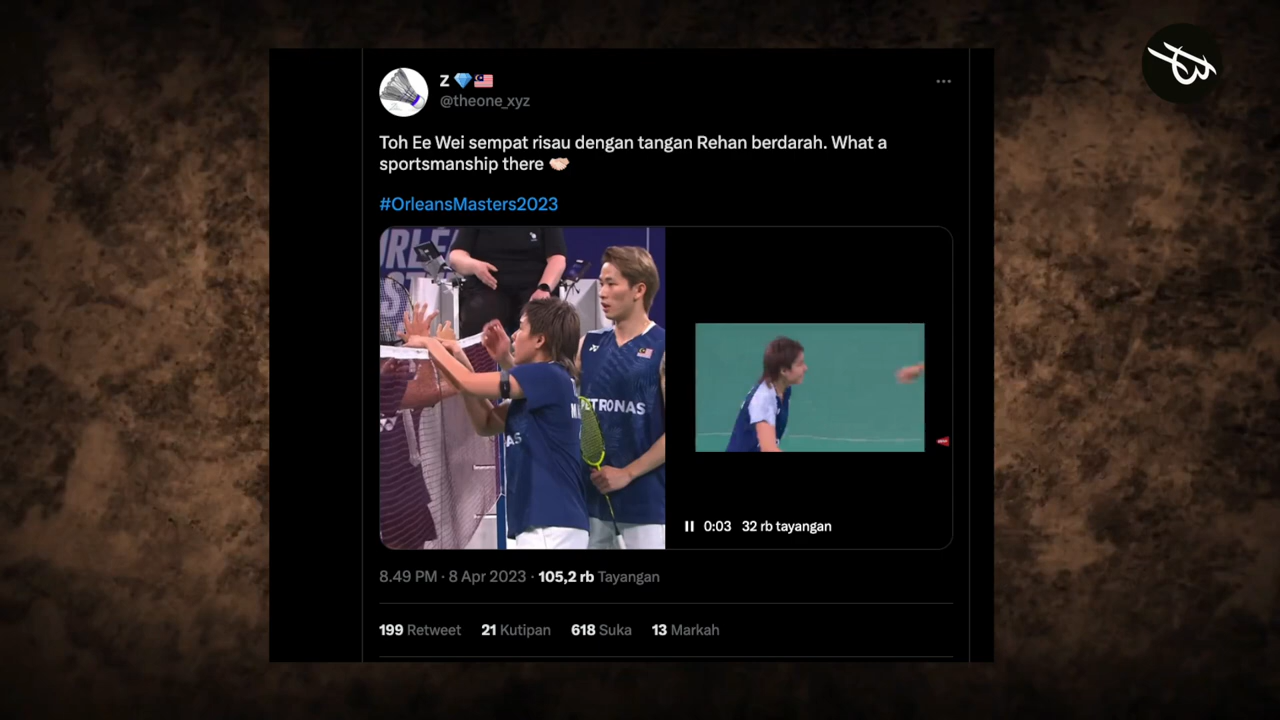 Z 💎🇲🇾
@theone_xyz
Toh Ee Wei sempat risau dengan tangan Rehan berdarah. What a
sportsmanship there 🤝🏻
#OrleansMasters2023
PETRONAS
0:03 32 rb tayangan
8.49 PM · 8 Apr 2023 · 105,2 rb Tayangan
199 Retweet 21 Kutipan 618 Suka 13 Markah